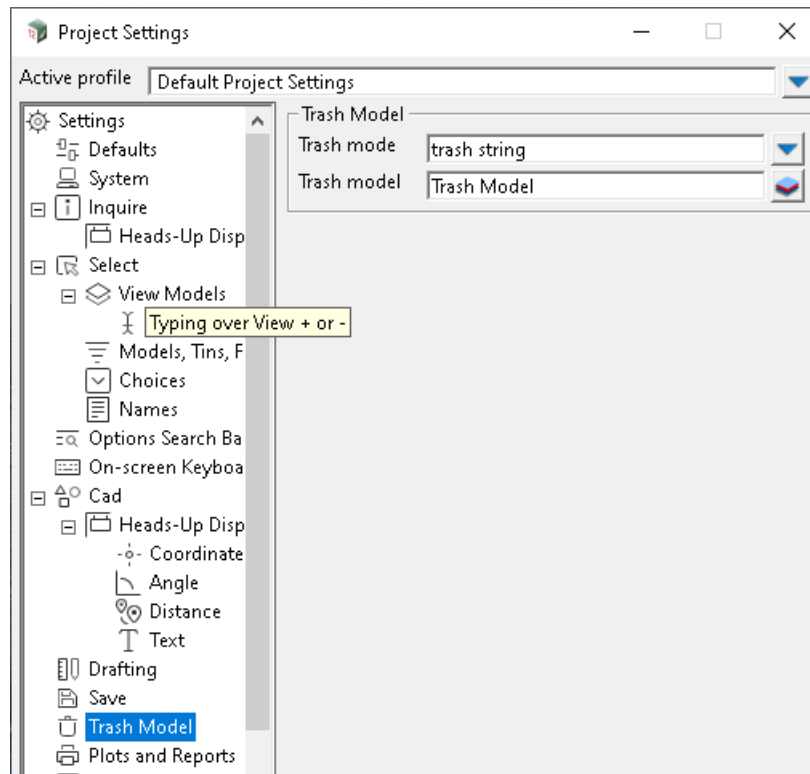 Project Settings
Active profile
Default Project Settings
Settings
Defaults
System
Inquire
Heads-Up Disp
Select
View Models
Typing over View + or -
Models, Tins, F
Choices
Names
Options Search Ba
On-screen Keyboa
Cad
Heads-Up Disp
Coordinate
Angle
Distance
Text
Drafting
Save
Trash Model
Plots and Reports
Trash Model
Trash mode
trash string
Trash model
Trash Model